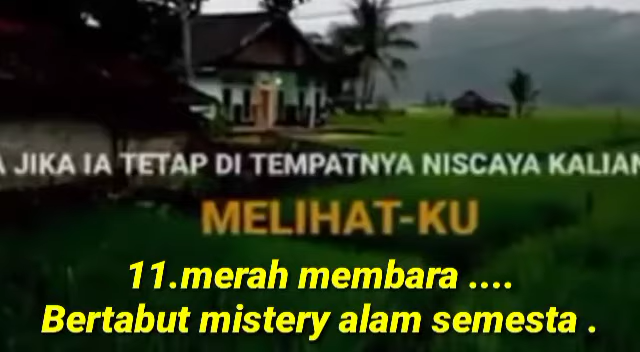 A JIKA IA TETAP DI TEMPATNYA NISCAYA KALIAN
MELIHAT-KU
11.merah membara ....
Bertabut mistery alam semesta .